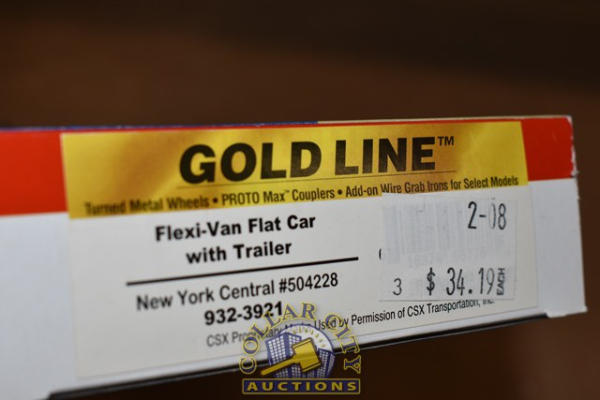 GOLD LINE™
Turned Metal Wheels • PROTO Max™ Couplers • Add-on Wire Grab Irons for Select Models
Flexi-Van Flat Car
with Trailer
New York Central #504228
932-3921
2-08
3 $ 34.19 EACH
Used by Permission of CSX Transportation, Inc.
CSX
COLLAR CITY
AUCTIONS